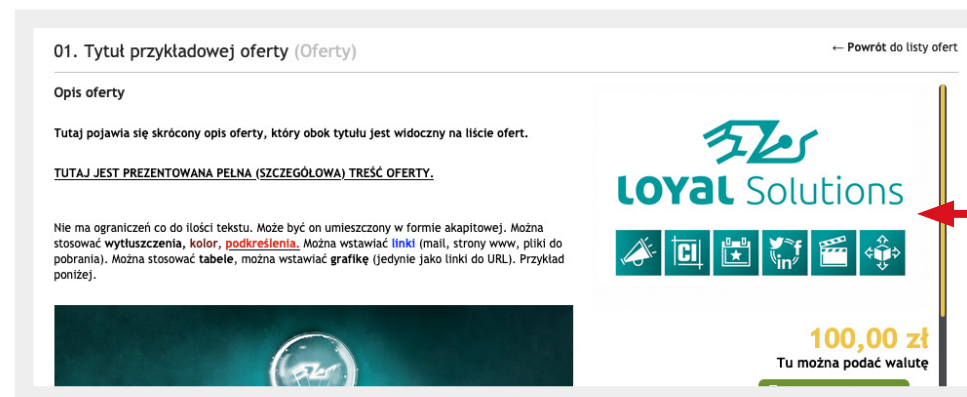 01. Tytuł przykładowej oferty (Oferty)
← Powrót do listy ofert
Opis oferty
Tutaj pojawia się skrócony opis oferty, który obok tytułu jest widoczny na liście ofert.
TUTAJ JEST PREZENTOWANA PEŁNA (SZCZEGÓŁOWA) TREŚĆ OFERTY.
Nie ma ograniczeń co do ilości tekstu. Może być on umieszczony w formie akapitowej. Można
stosować wytłuszczenia, kolor, podkreślenia. Można wstawiać linki (mail, strony www, pliki do
pobrania). Można stosować tabele, można wstawiać grafikę (jedynie jako linki do URL). Przykład
poniżej.
LOYAL Solutions
CI
in
100,00 zł
Tu można podać walutę